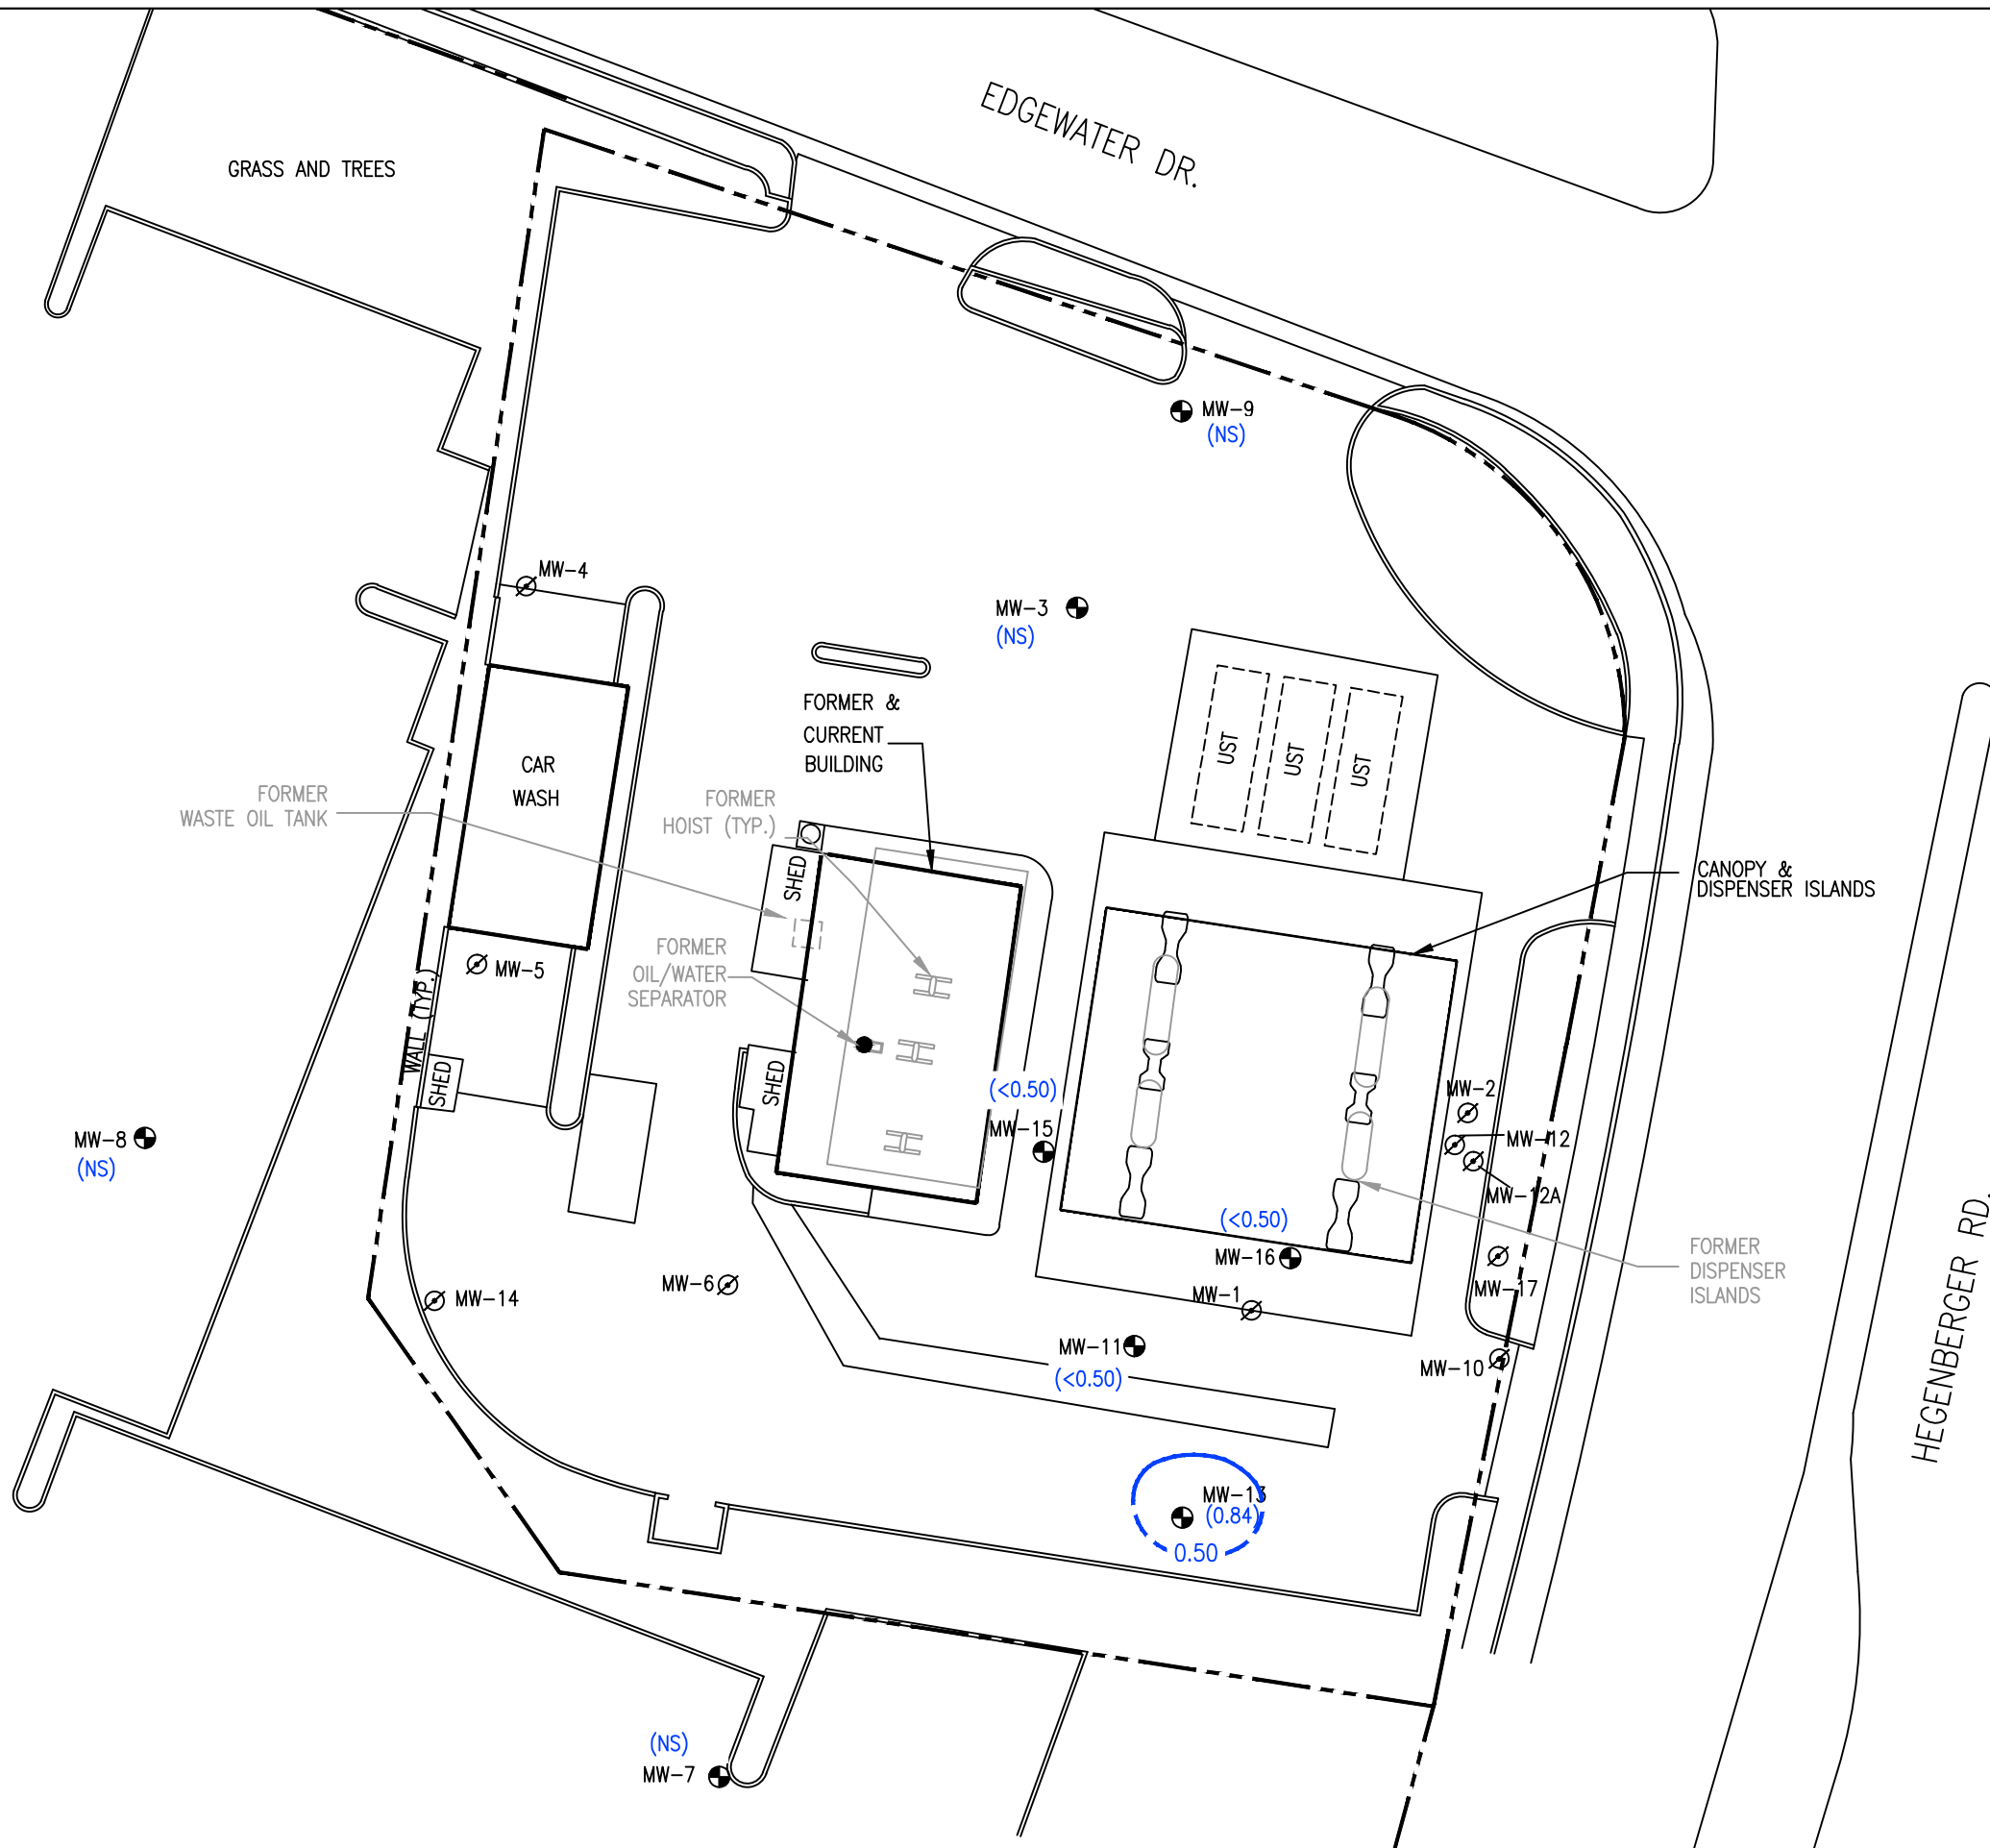 EDGEWATER DR.
GRASS AND TREES
MW-9
(NS)
MW-4
MW-3
(NS)
FORMER &
CURRENT
BUILDING
UST
UST
UST
CAR
WASH
FORMER
WASTE OIL TANK
FORMER
HOIST (TYP.)
SHED
CANOPY &
DISPENSER ISLANDS
FORMER
OIL/WATER
SEPARATOR
MW-5
WALL (TYP.)
SHED
SHED
(<0.50)
MW-15
MW-2
MW-12
MW-12A
MW-8
(NS)
(<0.50)
MW-16
MW-17
FORMER
DISPENSER
ISLANDS
HEGENBERGER RD.
MW-6
MW-14
MW-1
MW-11
(<0.50)
MW-10
MW-13
(0.84)
0.50
(NS)
MW-7